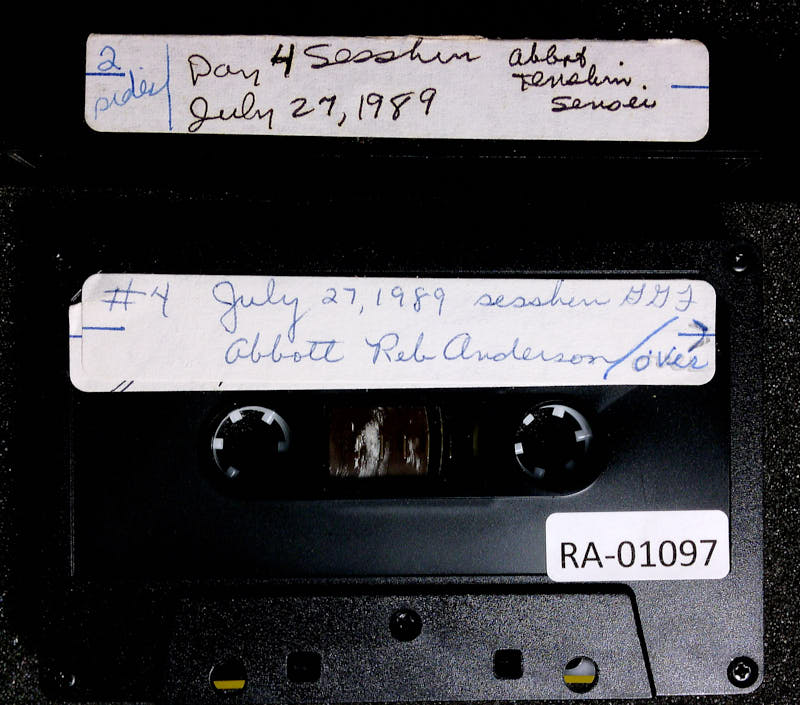 2 sides
Day 4 Sesshin
Abbot
Tenshin.
Sensei
July 27, 1989
#4 July 27, 1989 sesshin GGF
Abbott Reb Anderson/over
RA-01097